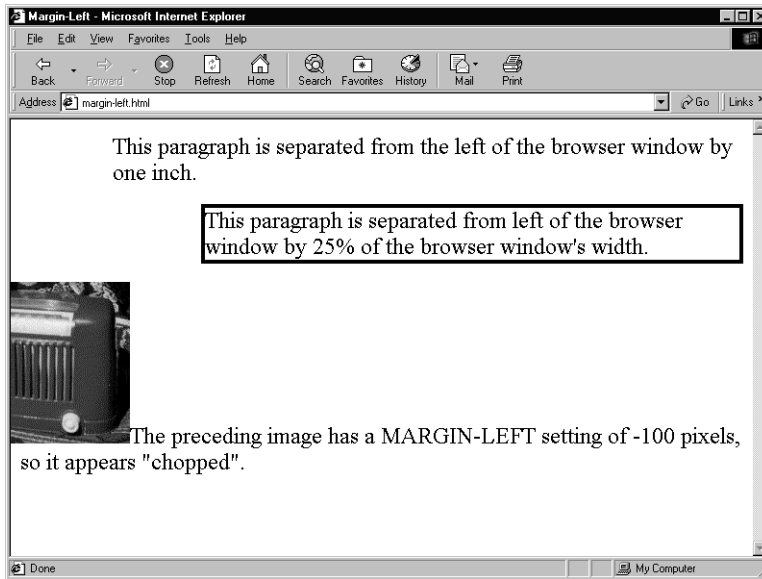 Margin-Left - Microsoft Internet Explorer
File Edit View Favorites Tools Help
Back Forward Stop Refresh Home Search Favorites History Mail Print
Address margin-left.html Go Links
This paragraph is separated from the left of the browser window by
one inch.
This paragraph is separated from left of the browser
window by 25% of the browser window's width.
The preceding image has a MARGIN-LEFT setting of -100 pixels,
so it appears "chopped".
Done My Computer